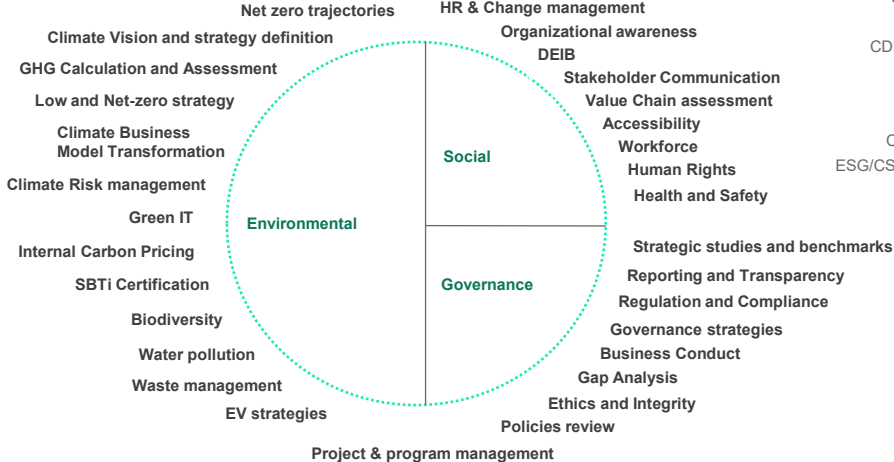 Net zero trajectories
Climate Vision and strategy definition
GHG Calculation and Assessment
Low and Net-zero strategy
Climate Business
Model Transformation
Climate Risk management
Green IT
Internal Carbon Pricing
SBTi Certification
Biodiversity
Water pollution
Waste management
EV strategies
Environmental
Social
Governance
HR & Change management
Organizational awareness
DEIB
Stakeholder Communication
Value Chain assessment
Accessibility
Workforce
Human Rights
Health and Safety
Strategic studies and benchmarks
Reporting and Transparency
Regulation and Compliance
Governance strategies
Business Conduct
Gap Analysis
Ethics and Integrity
Policies review
Project & program management
CD
ESG/CS